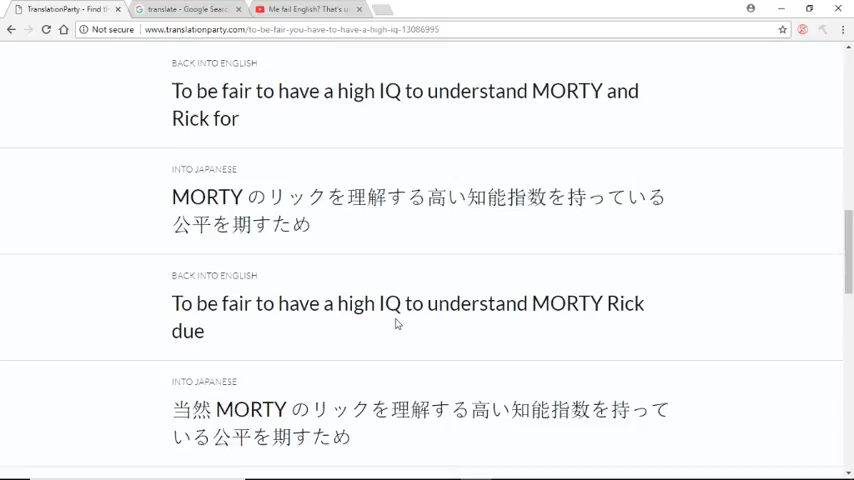 TranslationParty - Find th
translate - Google Searc
Me fail English? That's u
Not secure
www.translationparty.com/to-be-fair-you-have-to-have-a-high-iq-13086995
BACK INTO ENGLISH
To be fair to have a high IQ to understand MORTY and
Rick for
INTO JAPANESE
MORTY のリックを理解する高い知能指数を持っている
公平を期すため
BACK INTO ENGLISH
To be fair to have a high IQ to understand MORTY Rick
due
INTO JAPANESE
当然 MORTY のリックを理解する高い知能指数を持って
いる公平を期すため